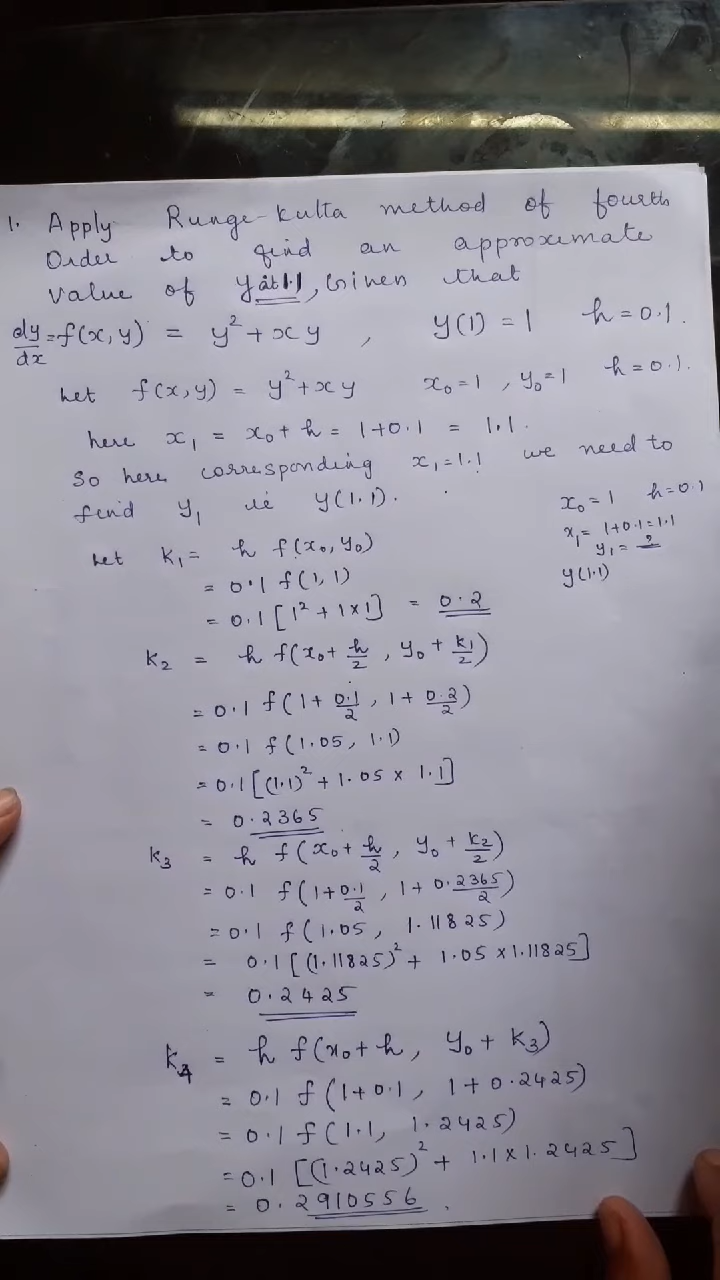 1. Apply Runge-kulta method of fourth
Order to find an approximate
value of y at 1.1, Given that
dy/dx = f(x, y) = y² + xy , y(1) = 1 h = 0.1.
Let f(x, y) = y² + xy x₀ = 1 , y₀ = 1 h = 0.1.
here x₁ = x₀ + h = 1 + 0.1 = 1.1.
So here corresponding x₁ = 1.1 we need to
find y₁ ie y(1.1).
x₀ = 1 h = 0.1
x₁ = 1 + 0.1 = 1.1
y₁ = ?
y(1.1)
Let K₁ = h f(x₀, y₀)
= 0.1 f(1, 1)
= 0.1 [1² + 1 × 1] = 0.2
K₂ = h f(x₀ + h/2 , y₀ + K₁/2)
= 0.1 f(1 + 0.1/2 , 1 + 0.2/2)
= 0.1 f(1.05, 1.1)
= 0.1 [(1.1)² + 1.05 × 1.1]
= 0.2365
K₃ = h f(x₀ + h/2 , y₀ + K₂/2)
= 0.1 f(1 + 0.1/2 , 1 + 0.2365/2)
= 0.1 f(1.05, 1.11825)
= 0.1 [(1.11825)² + 1.05 × 1.11825]
= 0.2425
K₄ = h f(x₀ + h, y₀ + K₃)
= 0.1 f(1 + 0.1, 1 + 0.2425)
= 0.1 f(1.1, 1.2425)
= 0.1 [(1.2425)² + 1.1 × 1.2425]
= 0.2910556.